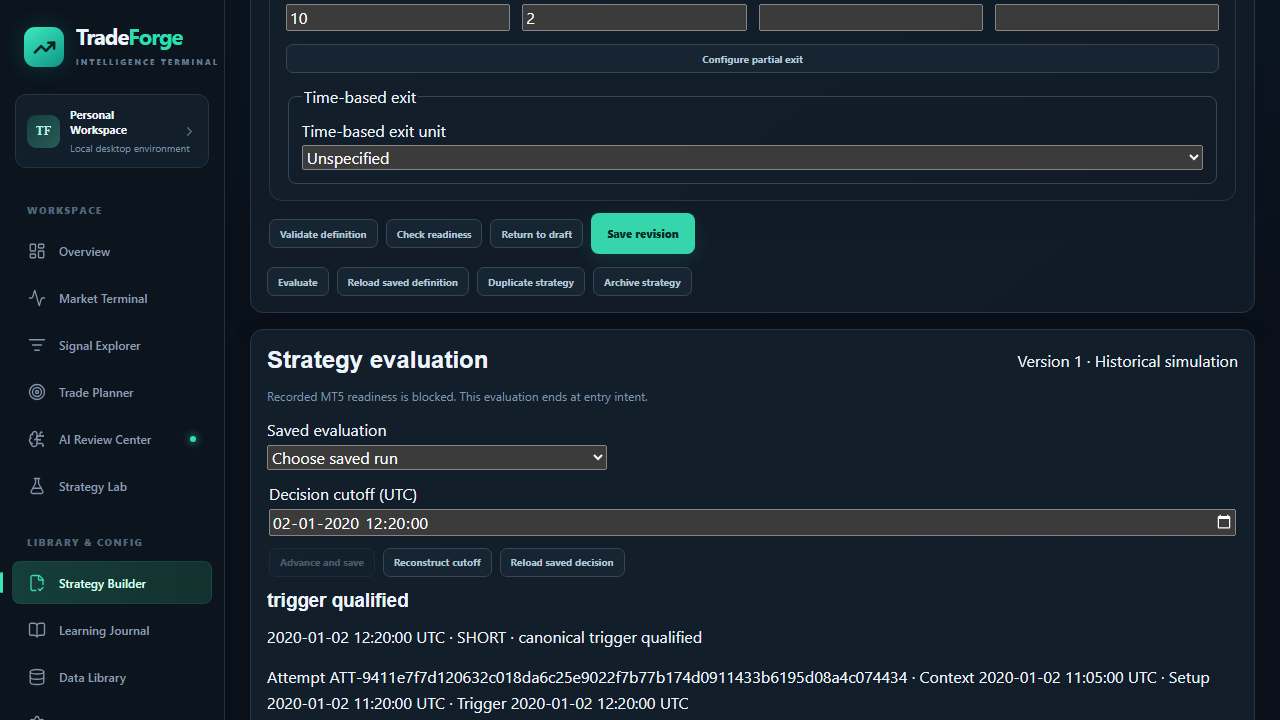 TradeForge
INTELLIGENCE TERMINAL
TF
Personal
Workspace
Local desktop environment
WORKSPACE
Overview
Market Terminal
Signal Explorer
Trade Planner
AI Review Center
Strategy Lab
LIBRARY & CONFIG
Strategy Builder
Learning Journal
Data Library
10
2
Configure partial exit
Time-based exit
Time-based exit unit
Unspecified
Validate definition
Check readiness
Return to draft
Save revision
Evaluate
Reload saved definition
Duplicate strategy
Archive strategy
Strategy evaluation
Version 1 · Historical simulation
Recorded MT5 readiness is blocked. This evaluation ends at entry intent.
Saved evaluation
Choose saved run
Decision cutoff (UTC)
02-01-2020 12:20:00
Advance and save
Reconstruct cutoff
Reload saved decision
trigger qualified
2020-01-02 12:20:00 UTC · SHORT · canonical trigger qualified
Attempt ATT-9411e7f7d120632c018da6c25e9022f7b77b174d0911433b6195d08a4c074434 · Context 2020-01-02 11:05:00 UTC · Setup
2020-01-02 11:20:00 UTC · Trigger 2020-01-02 12:20:00 UTC